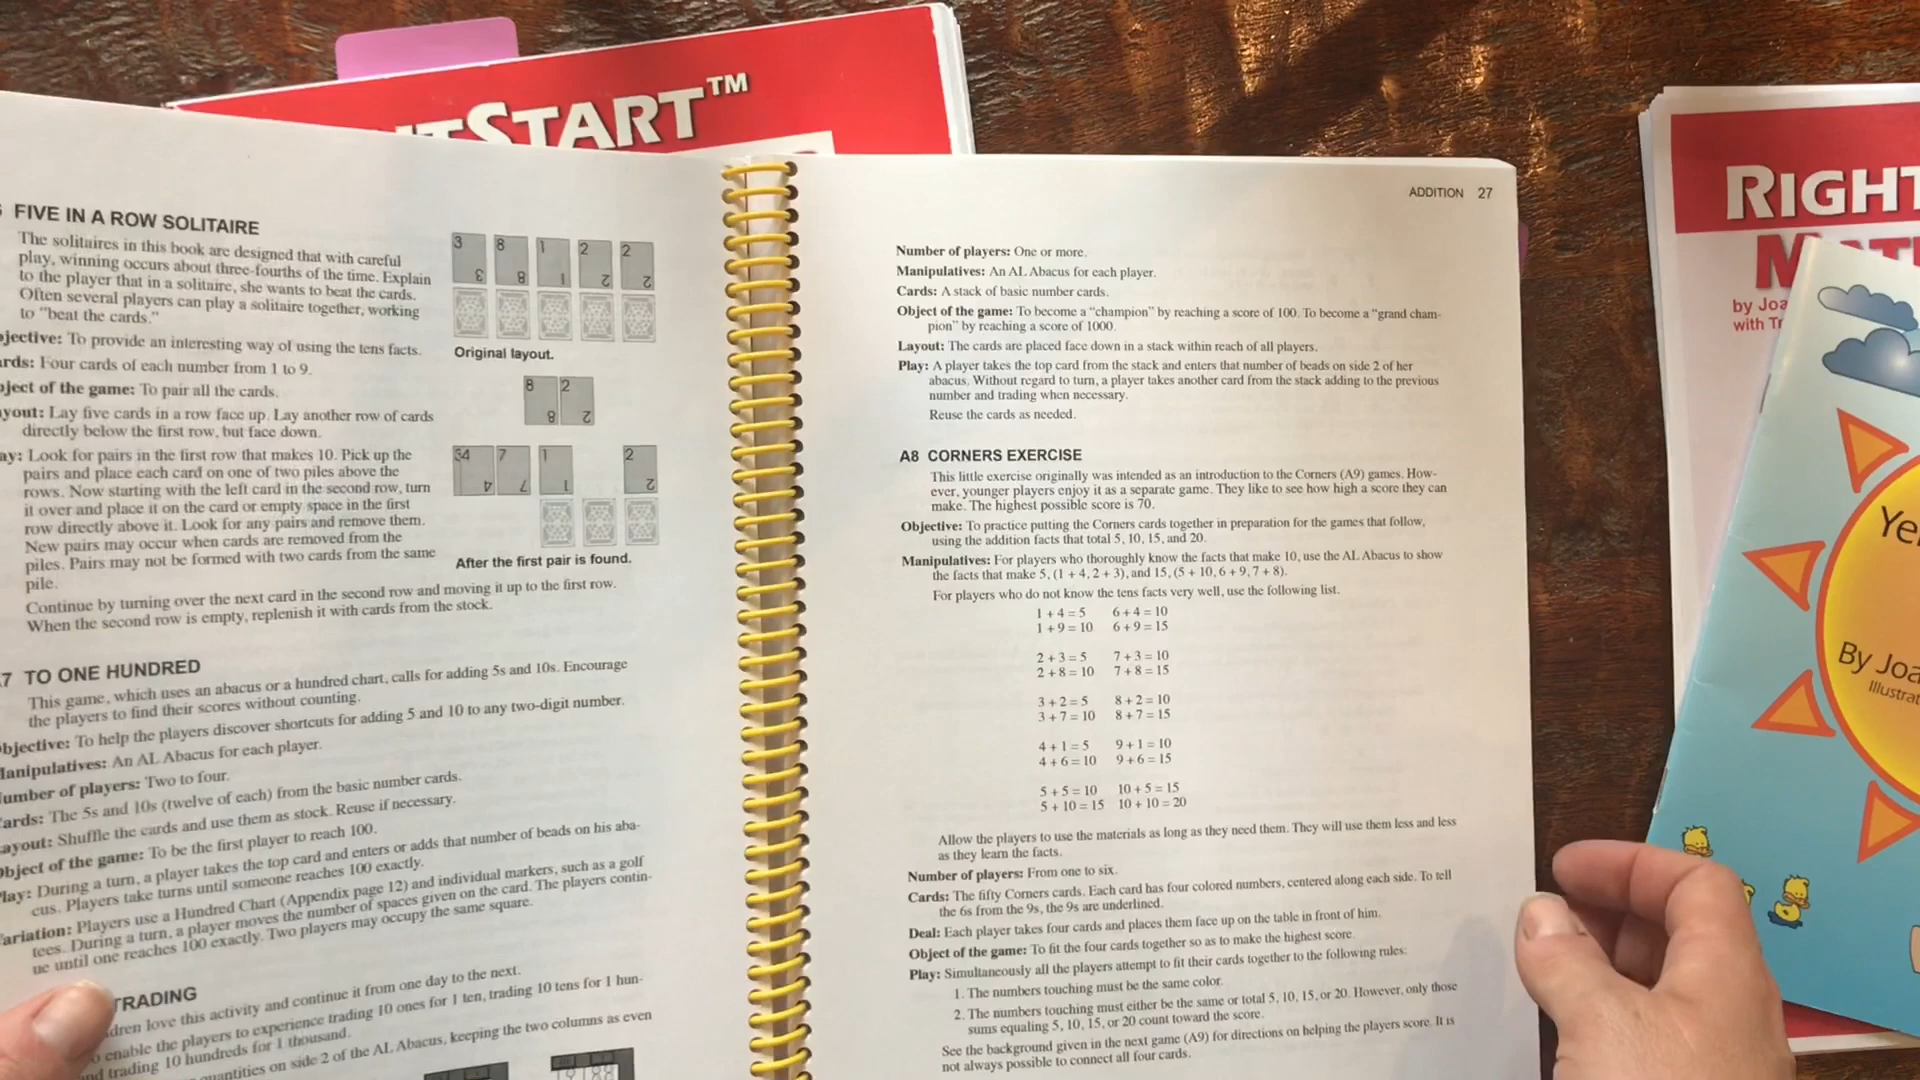 START™
FIVE IN A ROW SOLITAIRE
The solitaires in this book are designed that with careful
play, winning occurs about three-fourths of the time. Explain
to the player that in a solitaire, she wants to beat the cards.
Often several players can play a solitaire together, working
to "beat the cards."
jective: To provide an interesting way of using the tens facts.
rds: Four cards of each number from 1 to 9.
ject of the game: To pair all the cards.
yout: Lay five cards in a row face up. Lay another row of cards
directly below the first row, but face down.
ay: Look for pairs in the first row that makes 10. Pick up the
pairs and place each card on one of two piles above the
rows. Now starting with the left card in the second row, turn
it over and place it on the card or empty space in the first
row directly above it. Look for any pairs and remove them.
New pairs may occur when cards are removed from the
piles. Pairs may not be formed with two cards from the same
pile.
Continue by turning over the next card in the second row and moving it up to the first row.
When the second row is empty, replenish it with cards from the stock.
3 8 1 2 2
3 8 1 2 2
Original layout.
8 2
8 2
34 7 1 2
4 7 1 2
After the first pair is found.
7 TO ONE HUNDRED
This game, which uses an abacus or a hundred chart, calls for adding 5s and 10s. Encourage
the players to find their scores without counting.
bjective: To help the players discover shortcuts for adding 5 and 10 to any two-digit number.
anipulatives: An AL Abacus for each player.
umber of players: Two to four.
ards: The 5s and 10s (twelve of each) from the basic number cards.
ayout: Shuffle the cards and use them as stock. Reuse if necessary.
bject of the game: To be the first player to reach 100.
lay: During a turn, a player takes the top card and enters or adds that number of beads on his aba-
cus. Players take turns until someone reaches 100 exactly.
ariation: Players use a Hundred Chart (Appendix page 12) and individual markers, such as a golf
tees. During a turn, a player moves the number of spaces given on the card. The players contin-
ue until one reaches 100 exactly. Two players may occupy the same square.
TRADING
dren love this activity and continue it from one day to the next.
o enable the players to experience trading 10 ones for 1 ten, trading 10 tens for 1 hun-
nd trading 10 hundreds for 1 thousand.
quantities on side 2 of the AL Abacus, keeping the two columns as even
ADDITION 27
Number of players: One or more.
Manipulatives: An AL Abacus for each player.
Cards: A stack of basic number cards.
Object of the game: To become a "champion" by reaching a score of 100. To become a "grand cham-
pion" by reaching a score of 1000.
Layout: The cards are placed face down in a stack within reach of all players.
Play: A player takes the top card from the stack and enters that number of beads on side 2 of her
abacus. Without regard to turn, a player takes another card from the stack adding to the previous
number and trading when necessary.
Reuse the cards as needed.
A8 CORNERS EXERCISE
This little exercise originally was intended as an introduction to the Corners (A9) games. How-
ever, younger players enjoy it as a separate game. They like to see how high a score they can
make. The highest possible score is 70.
Objective: To practice putting the Corners cards together in preparation for the games that follow,
using the addition facts that total 5, 10, 15, and 20.
Manipulatives: For players who thoroughly know the facts that make 10, use the AL Abacus to show
the facts that make 5, (1 + 4, 2 + 3), and 15, (5 + 10, 6 + 9, 7 + 8).
For players who do not know the tens facts very well, use the following list.
1 + 4 = 5 6 + 4 = 10
1 + 9 = 10 6 + 9 = 15
2 + 3 = 5 7 + 3 = 10
2 + 8 = 10 7 + 8 = 15
3 + 2 = 5 8 + 2 = 10
3 + 7 = 10 8 + 7 = 15
4 + 1 = 5 9 + 1 = 10
4 + 6 = 10 9 + 6 = 15
5 + 5 = 10 10 + 5 = 15
5 + 10 = 15 10 + 10 = 20
Allow the players to use the materials as long as they need them. They will use them less and less
as they learn the facts.
Number of players: From one to six.
Cards: The fifty Corners cards. Each card has four colored numbers, centered along each side. To tell
the 6s from the 9s, the 9s are underlined.
Deal: Each player takes four cards and places them face up on the table in front of him.
Object of the game: To fit the four cards together so as to make the highest score.
Play: Simultaneously all the players attempt to fit their cards together to the following rules:
1. The numbers touching must be the same color.
2. The numbers touching must either be the same or total 5, 10, 15, or 20. However, only those
sums equaling 5, 10, 15, or 20 count toward the score.
See the background given in the next game (A9) for directions on helping the players score. It is
not always possible to connect all four cards.
RIGHT
MAT
by Joa
with Tr
Ye
By Joa
Illustrat